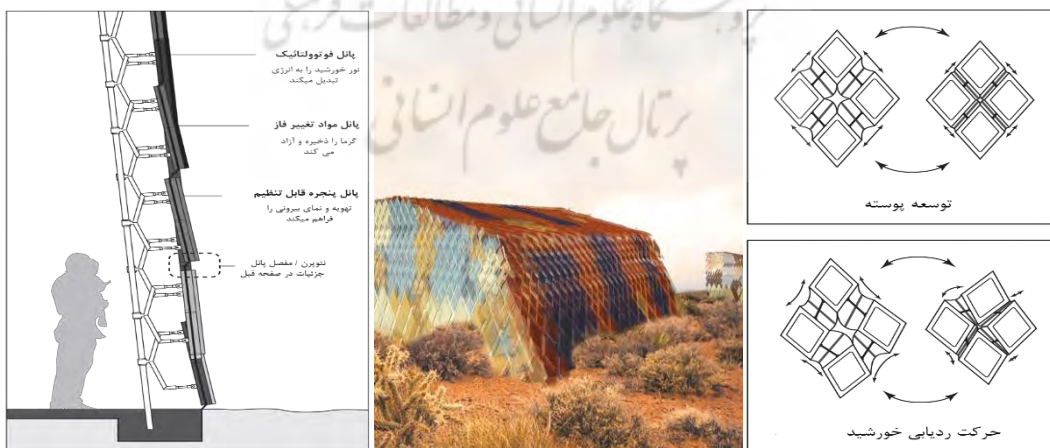 پژوهشگاه علوم انسانی و مطالعات فرهنگی
پرتال جامع علوم انسانی
پانل فوتوولتائیک
نور خورشید را به انرژی
تبدیل میکند
پانل مواد تغییر فاز
گرما را ذخیره و آزاد
می کند
پانل پنجره قابل تنظیم
تهویه و نمای بیرونی را
فراهم میکند
نئوپرن / مفصل پانل
جزئیات در صفحه قبل
توسعه پوسته
حرکت ردیابی خورشید